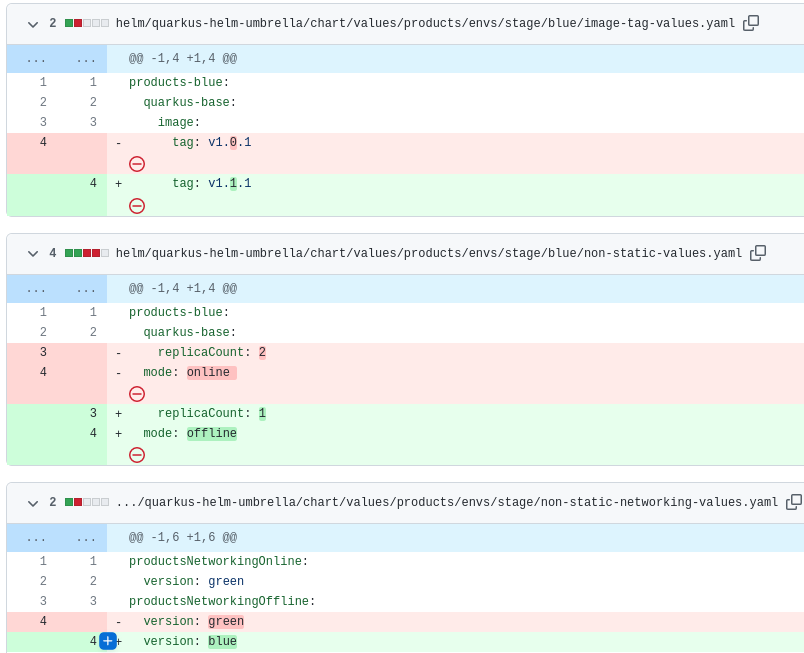 2 helm/quarkus-helm-umbrella/chart/values/products/envs/stage/blue/image-tag-values.yaml
... ... @@ -1,4 +1,4 @@
1 1 products-blue:
2 2 quarkus-base:
3 3 image:
4 - tag: v1.0.1
4 + tag: v1.1.1
4 helm/quarkus-helm-umbrella/chart/values/products/envs/stage/blue/non-static-values.yaml
... ... @@ -1,4 +1,4 @@
1 1 products-blue:
2 2 quarkus-base:
3 - replicaCount: 2
4 - mode: online
3 + replicaCount: 1
4 + mode: offline
2 .../quarkus-helm-umbrella/chart/values/products/envs/stage/non-static-networking-values.yaml
... ... @@ -1,6 +1,6 @@
1 1 productsNetworkingOnline:
2 2 version: green
3 3 productsNetworkingOffline:
4 - version: green
4 + version: blue